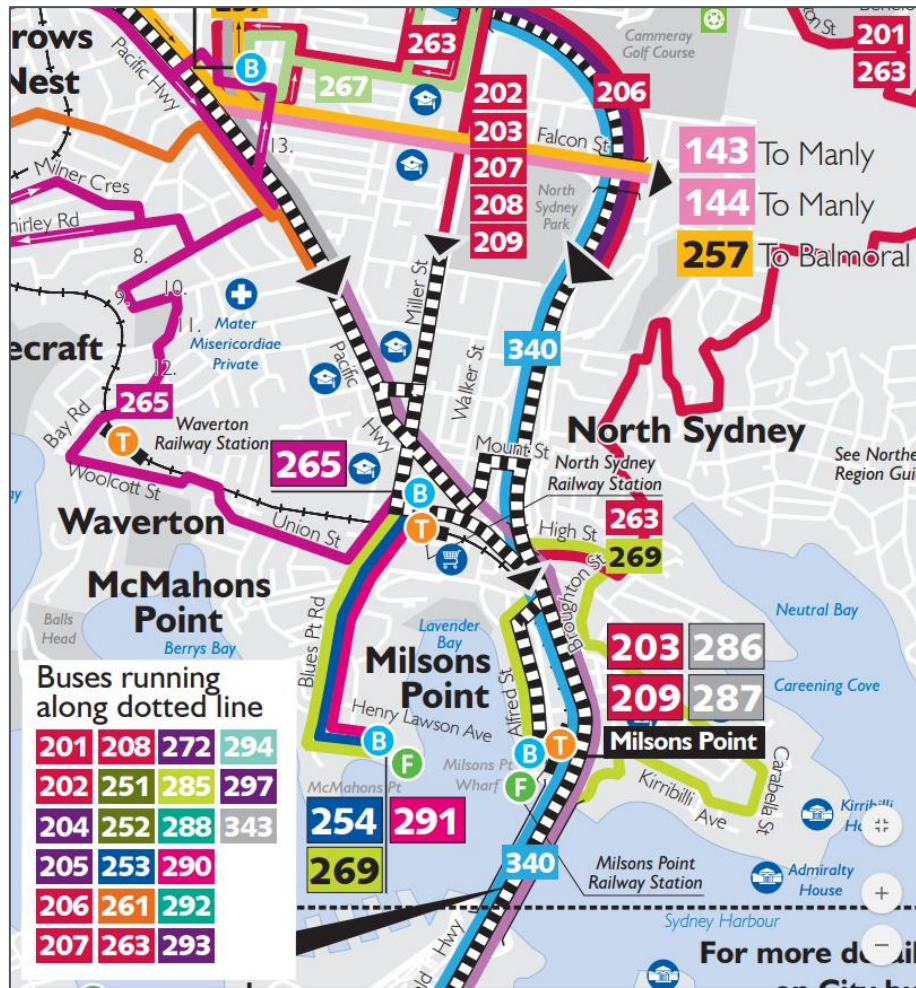 257
263
201
263
Cammeray
Golf Course
rows
Nest
Pacific Hwy
B
267
206
202
203
207
208
209
Falcon St
143 To Manly
144 To Manly
257 To Balmoral
13.
Milner Cres
hirley Rd
North
Sydney
Park
8.
9.
10.
11.
12.
Miller St
Mater
Misericordiae
Private
Pacific
Hwy
340
Walker St
ecraft
265
Bay Rd
T
Waverton
Railway Station
265
Mount St
North Sydney
North Sydney
Railway Station
See Northe
Region Gui
Woolcott St
B
T
Waverton
Union St
High St
263
269
McMahons
Point
Balls
Head
Berrys Bay
Blues Pt Rd
Lavender
Bay
Broughton St
Neutral Bay
Milsons
Point
Alfred St
203 286
209 287
Milsons Point
Careening Cove
Henry Lawson Ave
B
F
B
T
F
McMahons Pt
Milsons Pt
Wharf
Kirribilli Ave
Carabella St
Kirribilli
254 291
269
340
Milsons Point
Railway Station
Admiralty
House
Buses running
along dotted line
201 208 272 294
202 251 285 297
204 252 288 343
205 253 290
206 261 292
207 263 293
Sydney Harbour
Hwy
For more detail
on City bu